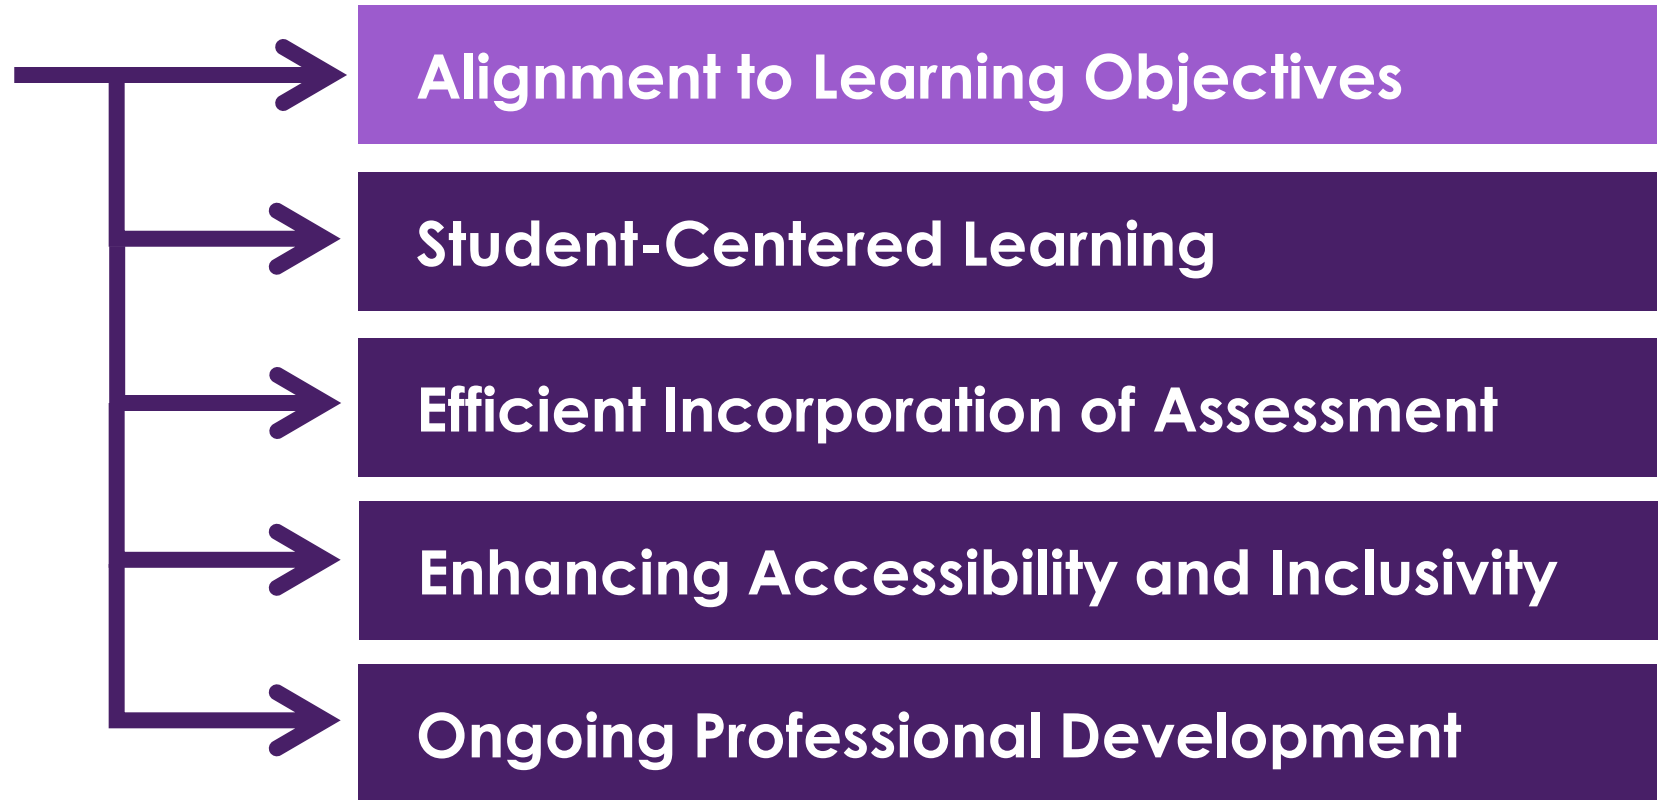 Alignment to Learning Objectives
Student-Centered Learning
Efficient Incorporation of Assessment
Enhancing Accessibility and Inclusivity
Ongoing Professional Development